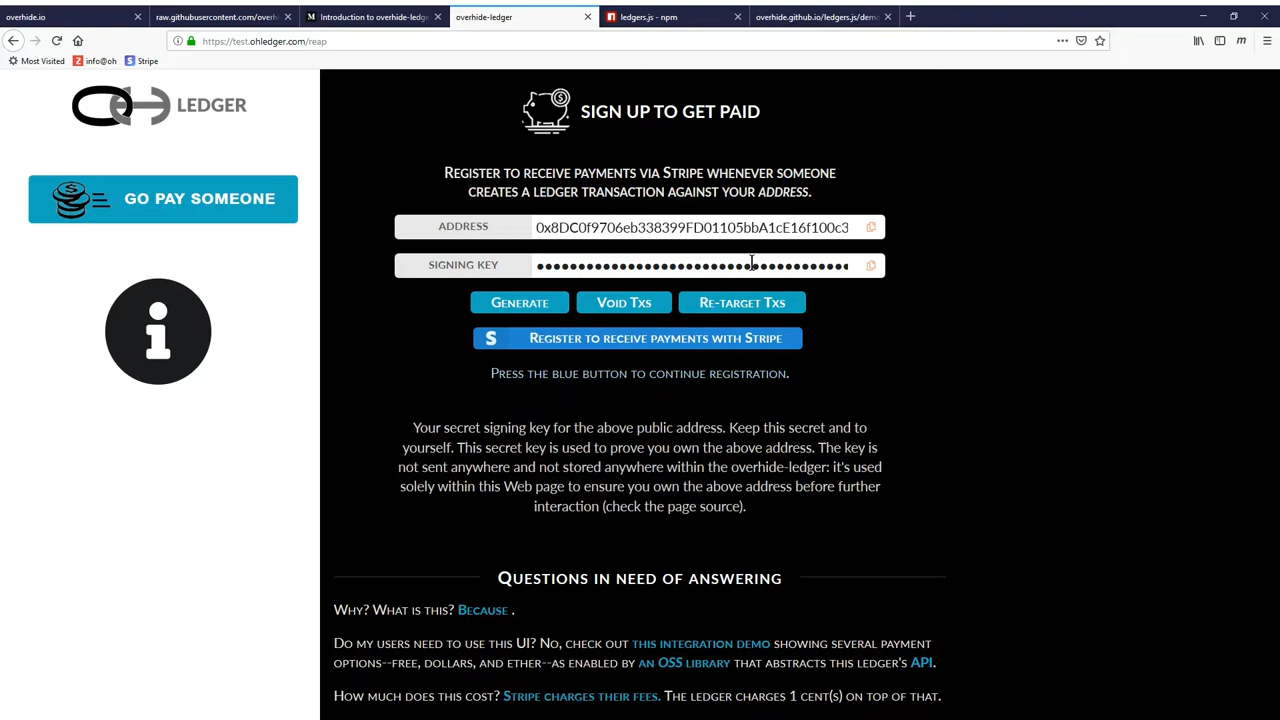 overhide.io
raw.githubusercontent.com/overhi
Introduction to overhide-ledge
overhide-ledger
ledgers.js - npm
overhide.github.io/ledgers.js/dem
https://test.ohledger.com/reap
Most Visited
info@oh
Stripe
LEDGER
GO PAY SOMEONE
SIGN UP TO GET PAID
REGISTER TO RECEIVE PAYMENTS VIA STRIPE WHENEVER SOMEONE
CREATES A LEDGER TRANSACTION AGAINST YOUR ADDRESS.
ADDRESS
0x8DC0f9706eb338399FD01105bbA1cE16f100c3
SIGNING KEY
GENERATE
VOID TXS
RE-TARGET TXS
S REGISTER TO RECEIVE PAYMENTS WITH STRIPE
PRESS THE BLUE BUTTON TO CONTINUE REGISTRATION.
Your secret signing key for the above public address. Keep this secret and to
yourself. This secret key is used to prove you own the above address. The key is
not sent anywhere and not stored anywhere within the overhide-ledger: it's used
solely within this Web page to ensure you own the above address before further
interaction (check the page source).
QUESTIONS IN NEED OF ANSWERING
WHY? WHAT IS THIS? BECAUSE .
DO MY USERS NEED TO USE THIS UI? NO, CHECK OUT THIS INTEGRATION DEMO SHOWING SEVERAL PAYMENT
OPTIONS--FREE, DOLLARS, AND ETHER--AS ENABLED BY AN OSS LIBRARY THAT ABSTRACTS THIS LEDGER'S API.
HOW MUCH DOES THIS COST? STRIPE CHARGES THEIR FEES. THE LEDGER CHARGES 1 CENT(S) ON TOP OF THAT.